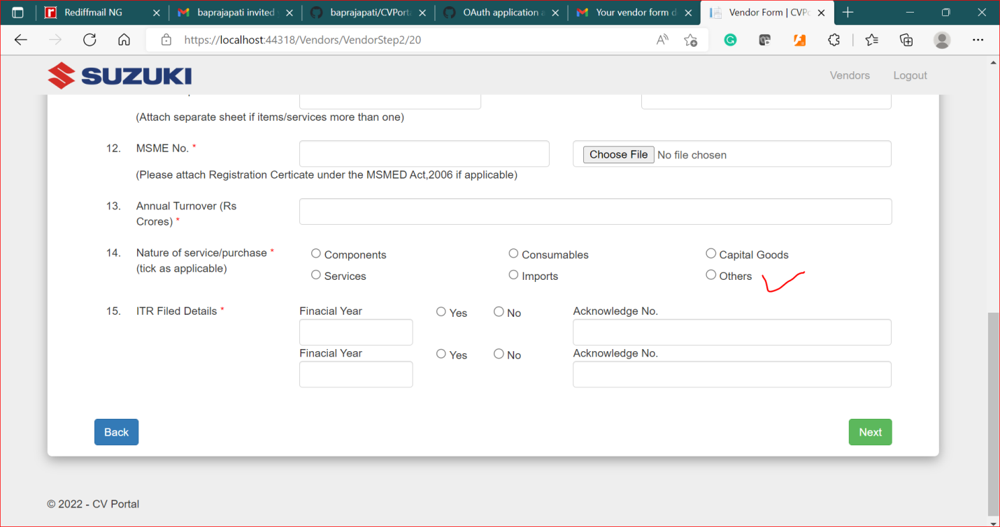 Rediffmail NG
baprajapati invited
baprajapati/CVPort
OAuth application a
Your vendor form d
Vendor Form | CVPo
https://localhost:44318/Vendors/VendorStep2/20
SUZUKI
Vendors
Logout
(Attach separate sheet if items/services more than one)
12. MSME No. * Choose File No file chosen
(Please attach Registration Certicate under the MSMED Act,2006 if applicable)
13. Annual Turnover (Rs
Crores) *
14. Nature of service/purchase * Components Consumables Capital Goods
(tick as applicable) Services Imports Others
15. ITR Filed Details * Finacial Year Yes No Acknowledge No.
Finacial Year Yes No Acknowledge No.
Back Next
© 2022 - CV Portal